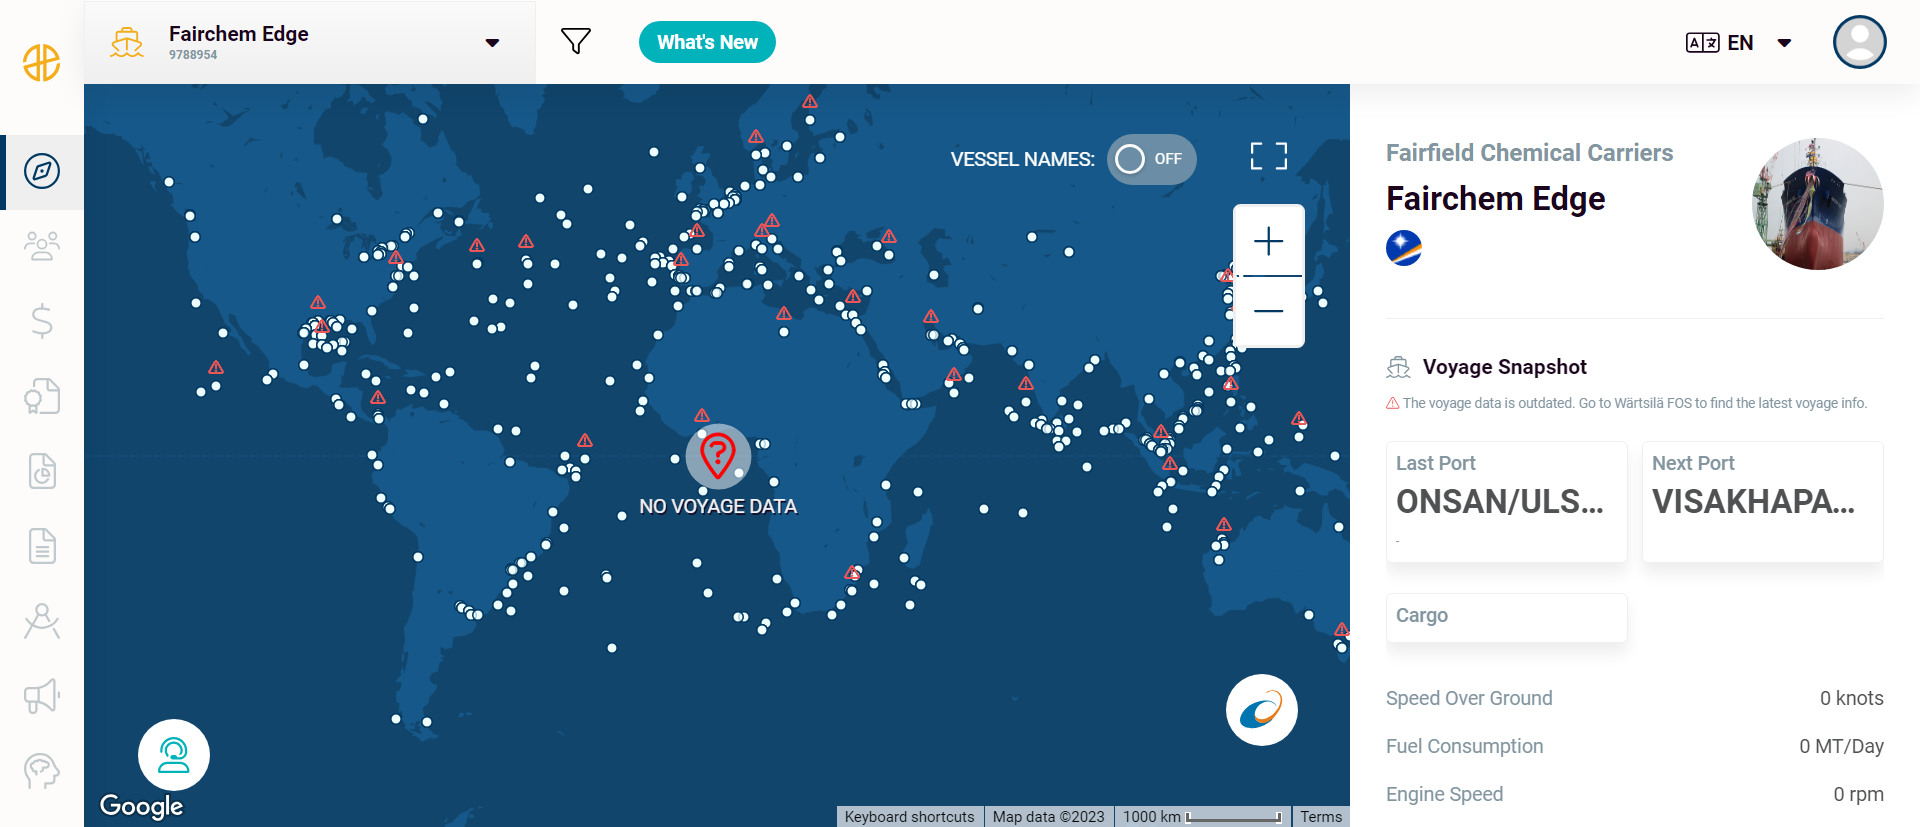 Fairchem Edge
9788954
What's New
EN
VESSEL NAMES:
OFF
NO VOYAGE DATA
Google
Keyboard shortcuts
Map data ©2023
1000 km
Terms
Fairfield Chemical Carriers
Fairchem Edge
Voyage Snapshot
The voyage data is outdated. Go to Wärtsilä FOS to find the latest voyage info.
Last Port
ONSAN/ULS...
-
Next Port
VISAKHAPA...
Cargo
Speed Over Ground
0 knots
Fuel Consumption
0 MT/Day
Engine Speed
0 rpm